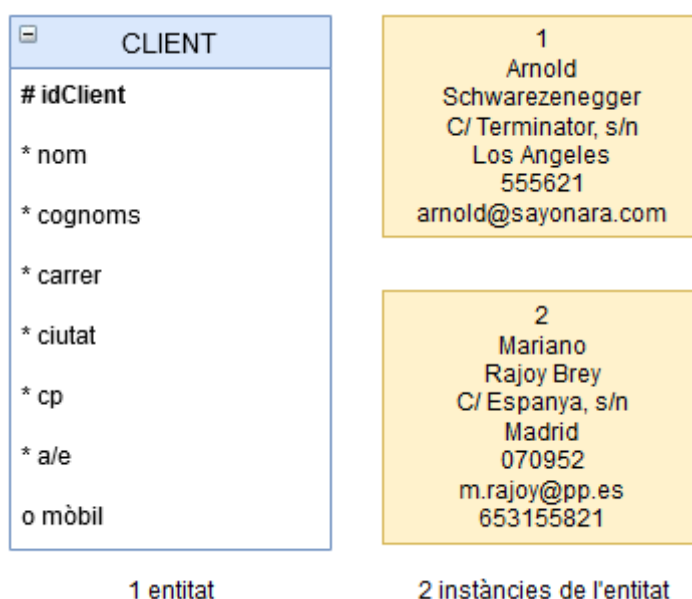 CLIENT
# idClient
* nom
* cognoms
* carrer
* ciutat
* cp
* a/e
o mòbil
1 entitat
1
Arnold
Schwarezenegger
C/ Terminator, s/n
Los Angeles
555621
arnold@sayonara.com
2
Mariano
Rajoy Brey
C/ Espanya, s/n
Madrid
070952
m.rajoy@pp.es
653155821
2 instàncies de l'entitat